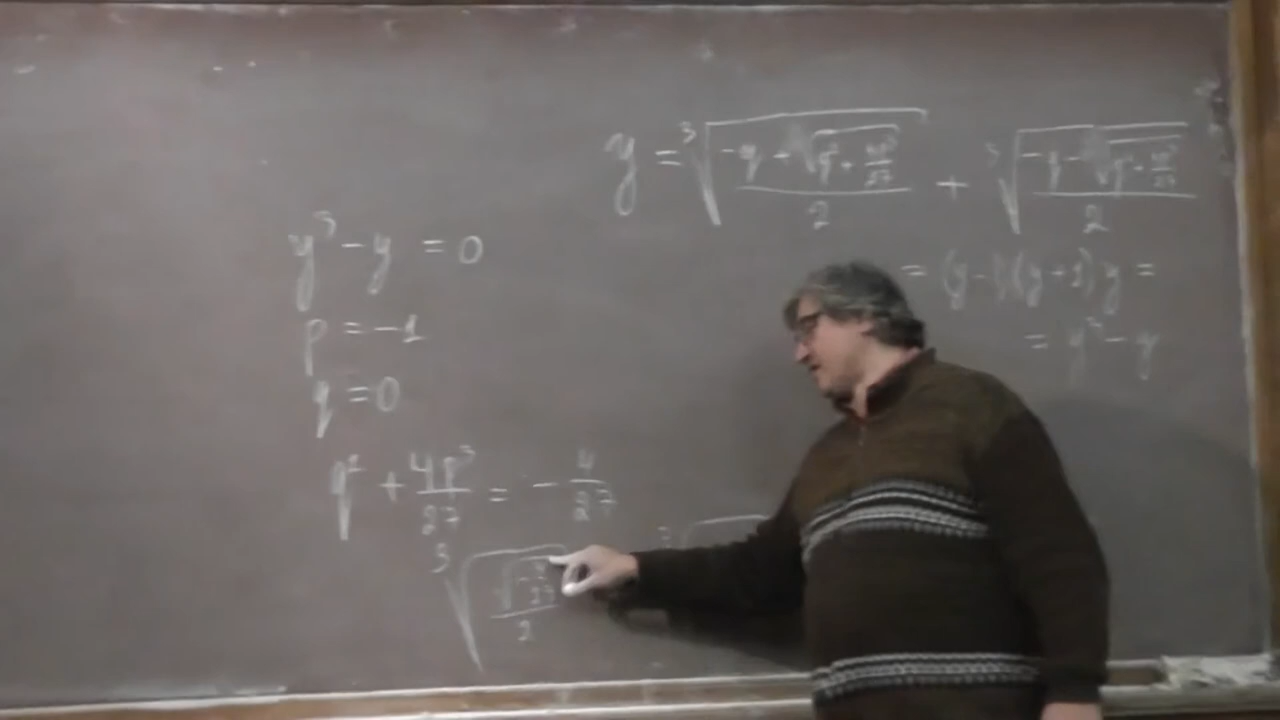 y = ∛((-q + √(q² + 4p³/27))/2) + ∛((-q - √(q² + 4p³/27))/2)
= (y-1)(y+1)y =
= y³ - y
y³ - y = 0
p = -1
q = 0
q² + 4p³/27 = -4/27
∛(√(-4/27)/2)